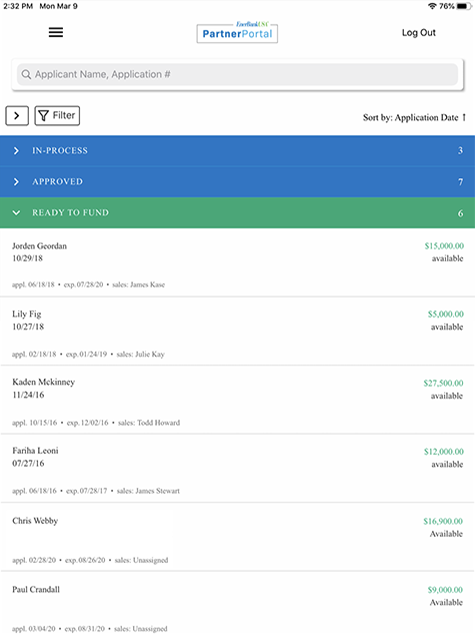 2:32 PM Mon Mar 9 76%
EnerBankUSA
PartnerPortal
Log Out
Applicant Name, Application #
Filter
Sort by: Application Date ↑
IN-PROCESS 3
APPROVED 7
READY TO FUND 6
Jorden Geordan $15,000.00
10/29/18 available
appl. 06/18/18 • exp.07/28/20 • sales: James Kase
Lily Fig $5,000.00
10/27/18 available
appl. 02/18/18 • exp.01/24/19 • sales: Julie Kay
Kaden Mckinney $27,500.00
11/24/16 available
appl. 10/15/16 • exp.12/02/16 • sales: Todd Howard
Fariha Leoni $12,000.00
07/27/16 available
appl. 06/18/16 • exp.07/28/17 • sales: James Stewart
Chris Webby $16,900.00
Available
appl. 02/28/20 • exp.08/26/20 • sales: Unassigned
Paul Crandall $9,000.00
Available
appl. 03/04/20 • exp.08/31/20 • sales: Unassigned